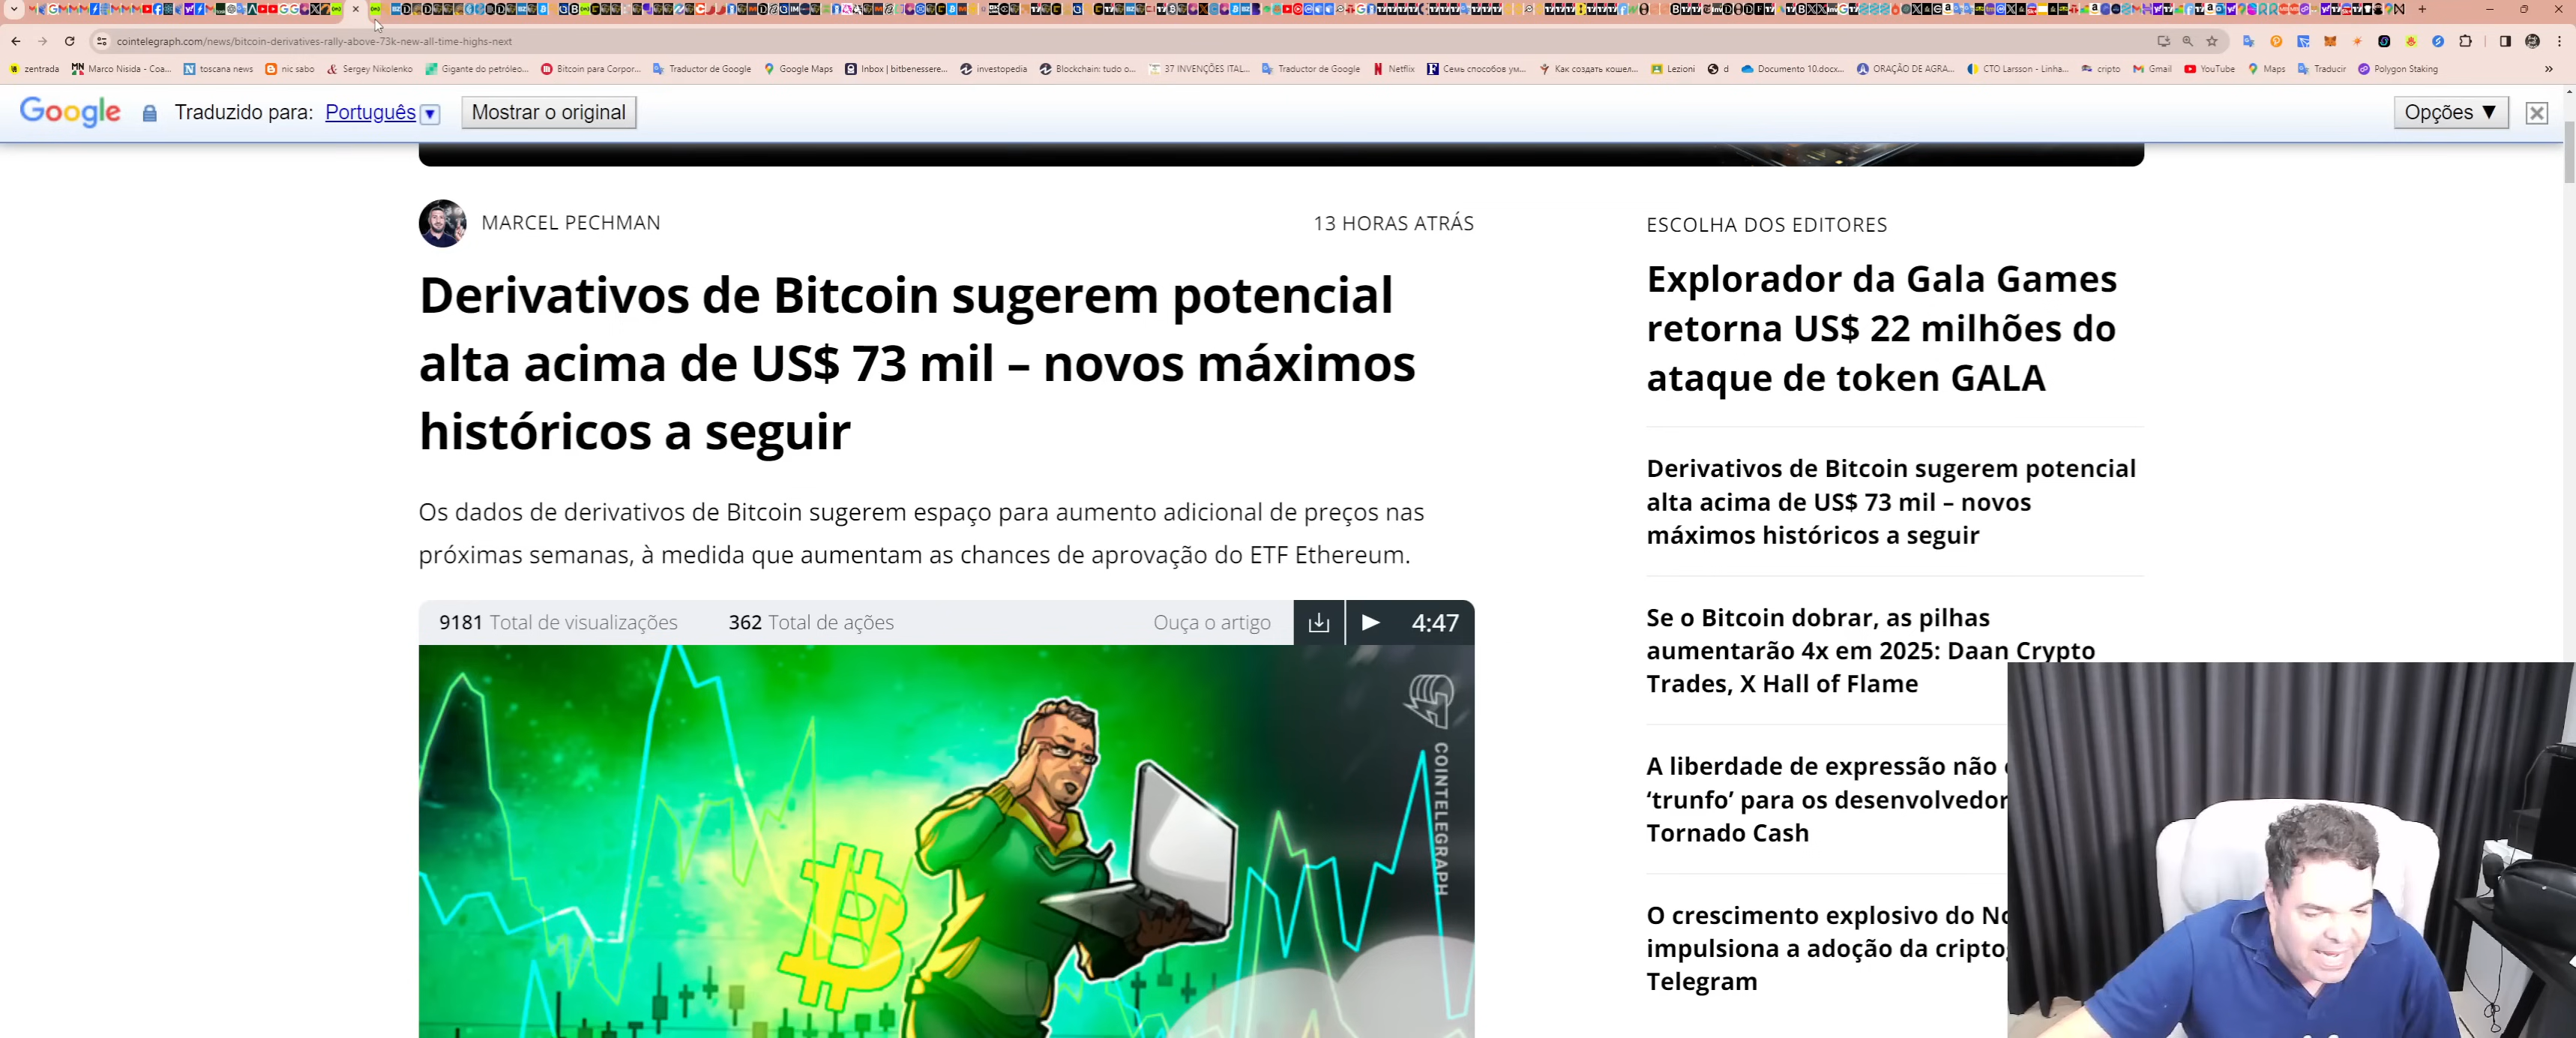 cointelegraph.com/news/bitcoin-derivatives-rally-above-73k-new-all-time-highs-next
zentrada
Marco Nisida - Coa...
toscana news
nic sabo
Sergey Nikolenko
Gigante do petróleo...
Bitcoin para Corpor...
Traductor de Google
Google Maps
Inbox | bitbenessere...
investopedia
Blockchain: tudo o...
37 INVENÇÕES ITAL...
Traductor de Google
Netflix
Семь способов ум...
Как создать кошел...
Lezioni
d
Documento 10.docx...
ORAÇÃO DE AGRA...
CTO Larsson - Linha...
cripto
Gmail
YouTube
Maps
Traducir
Polygon Staking
Google
Traduzido para: Português
Mostrar o original
Opções ▼
MARCEL PECHMAN
13 HORAS ATRÁS
Derivativos de Bitcoin sugerem potencial
alta acima de US$ 73 mil – novos máximos
históricos a seguir
Os dados de derivativos de Bitcoin sugerem espaço para aumento adicional de preços nas
próximas semanas, à medida que aumentam as chances de aprovação do ETF Ethereum.
9181 Total de visualizações
362 Total de ações
Ouça o artigo
4:47
COINTELEGRAPH
ESCOLHA DOS EDITORES
Explorador da Gala Games
retorna US$ 22 milhões do
ataque de token GALA
Derivativos de Bitcoin sugerem potencial
alta acima de US$ 73 mil – novos
máximos históricos a seguir
Se o Bitcoin dobrar, as pilhas
aumentarão 4x em 2025: Daan Crypto
Trades, X Hall of Flame
A liberdade de expressão não
‘trunfo’ para os desenvolvedor
Tornado Cash
O crescimento explosivo do No
impulsiona a adoção da cripto
Telegram